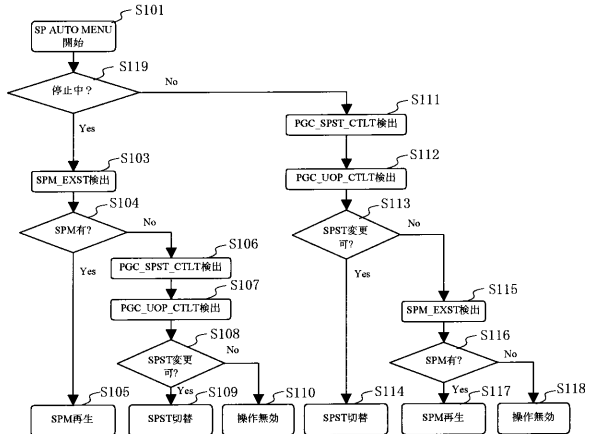 S101
SP AUTO MENU
開始
S119
停止中？
No
Yes
S111
PGC_SPST_CTLT検出
S112
PGC_UOP_CTLT検出
S103
SPM_EXST検出
S104
SPM有?
No
Yes
S113
SPST変更
可?
No
Yes
S106
PGC_SPST_CTLT検出
S107
PGC_UOP_CTLT検出
S108
SPST変更
可?
No
Yes
S115
SPM_EXST検出
S116
SPM有?
No
Yes
S105
SPM再生
S109
SPST切替
S110
操作無効
S114
SPST切替
S117
SPM再生
S118
操作無効